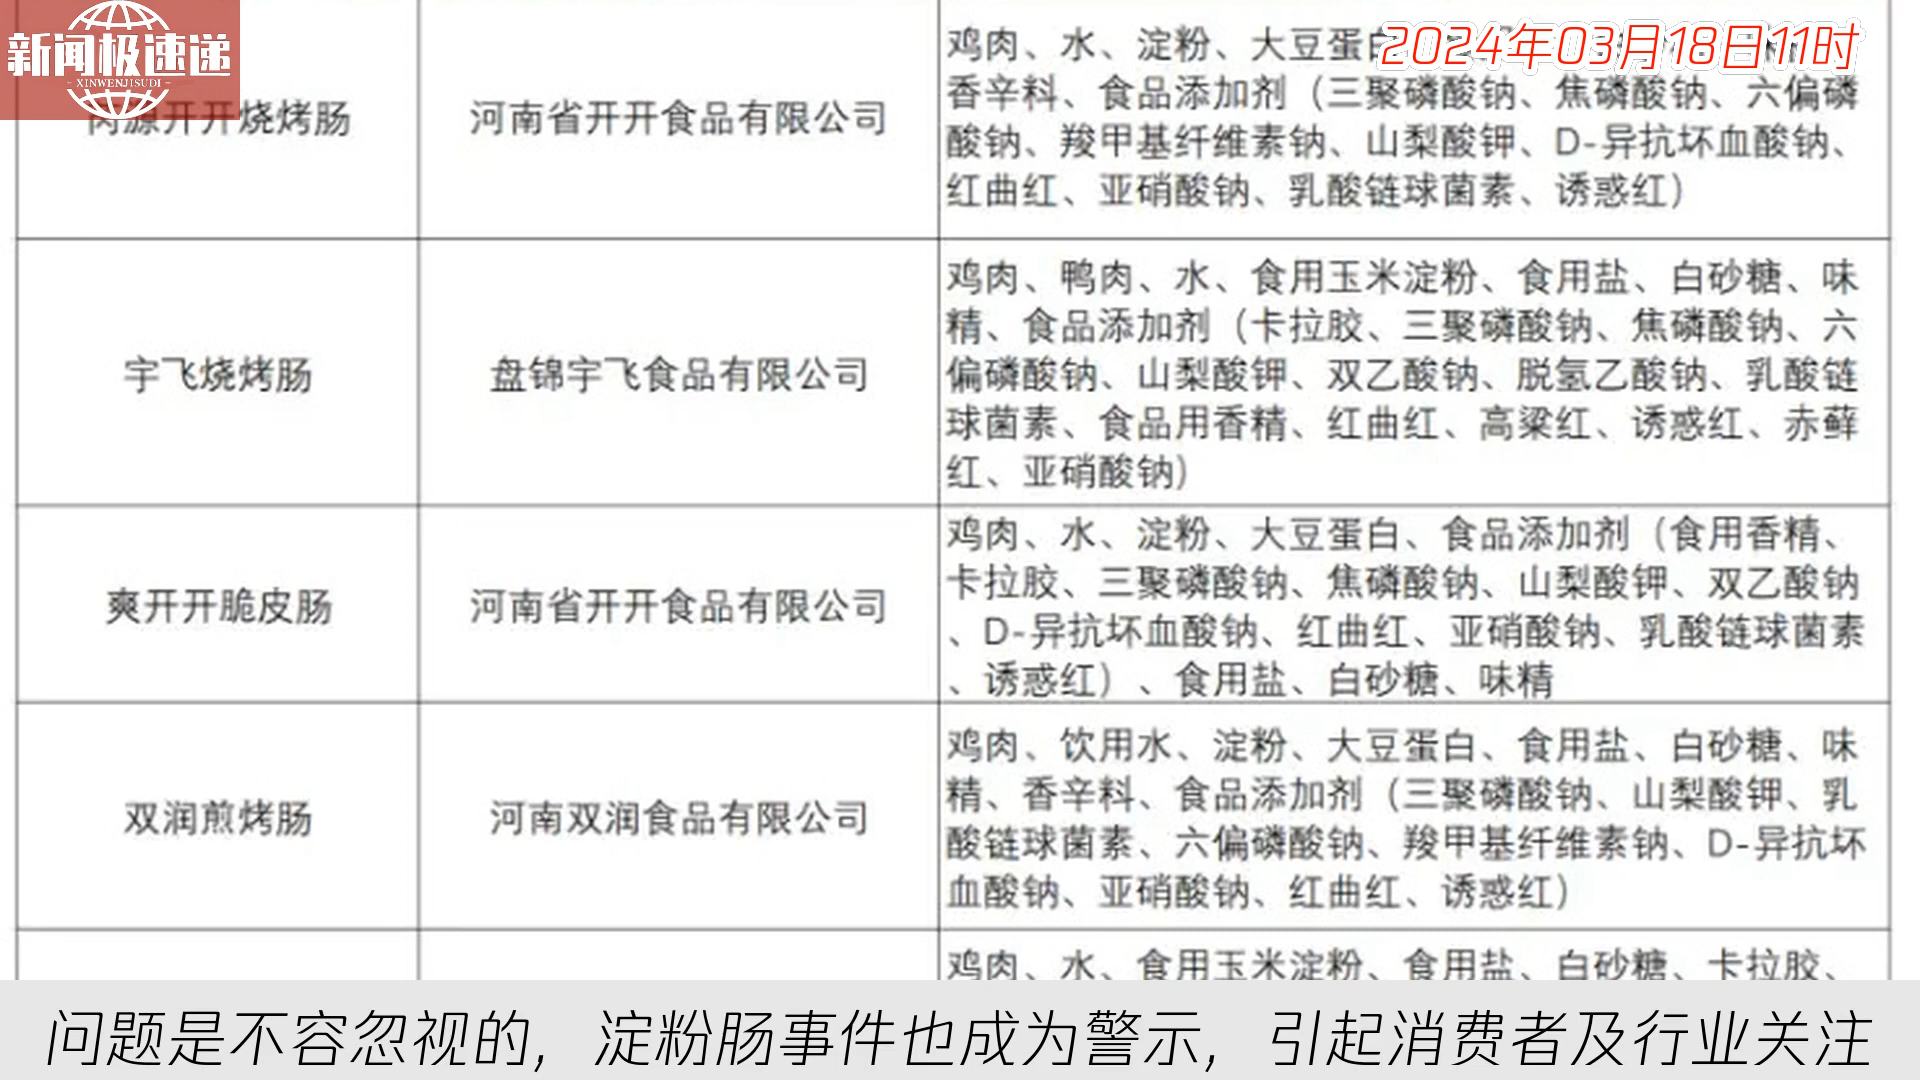 新闻极速递
XINWENJISUDI
2024年03月18日11时
鸡肉、水、淀粉、大豆蛋白
开开烧烤肠
河南省开开食品有限公司
香辛料、食品添加剂（三聚磷酸钠、焦磷酸钠、六偏磷
酸钠、羧甲基纤维素钠、山梨酸钾、D-异抗坏血酸钠、
红曲红、亚硝酸钠、乳酸链球菌素、诱惑红）
宇飞烧烤肠
盘锦宇飞食品有限公司
鸡肉、鸭肉、水、食用玉米淀粉、食用盐、白砂糖、味
精、食品添加剂（卡拉胶、三聚磷酸钠、焦磷酸钠、六
偏磷酸钠、山梨酸钾、双乙酸钠、脱氢乙酸钠、乳酸链
球菌素、食品用香精、红曲红、高粱红、诱惑红、赤藓
红、亚硝酸钠）
爽开开脆皮肠
河南省开开食品有限公司
鸡肉、水、淀粉、大豆蛋白、食品添加剂（食用香精、
卡拉胶、三聚磷酸钠、焦磷酸钠、山梨酸钾、双乙酸钠
、D-异抗坏血酸钠、红曲红、亚硝酸钠、乳酸链球菌素
、诱惑红）、食用盐、白砂糖、味精
双润煎烤肠
河南双润食品有限公司
鸡肉、饮用水、淀粉、大豆蛋白、食用盐、白砂糖、味
精、香辛料、食品添加剂（三聚磷酸钠、山梨酸钾、乳
酸链球菌素、六偏磷酸钠、羧甲基纤维素钠、D-异抗坏
血酸钠、亚硝酸钠、红曲红、诱惑红）
鸡肉、水、食用玉米淀粉、食用盐、白砂糖、卡拉胶、
问题是不容忽视的，淀粉肠事件也成为警示，引起消费者及行业关注